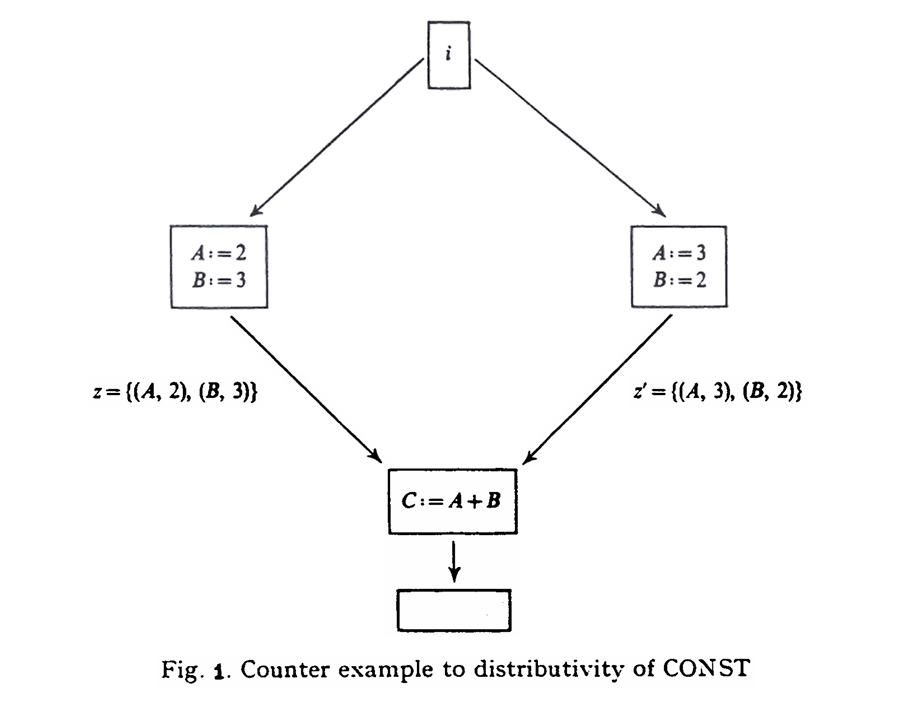 i
A:=2
B:=3
A:=3
B:=2
z={(A, 2), (B, 3)}
z'={(A, 3), (B, 2)}
C:=A+B
Fig. 1. Counter example to distributivity of CONST